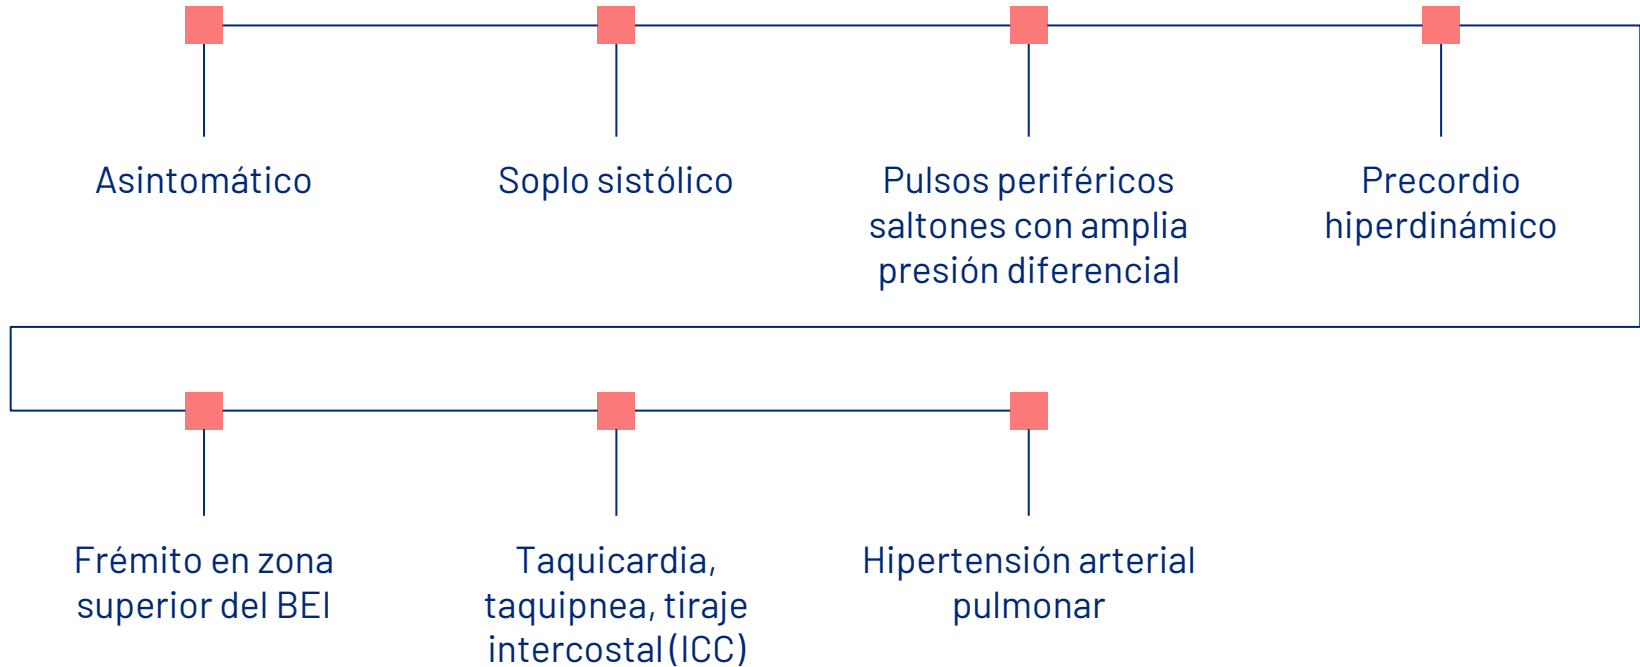 Asintomático
Soplo sistólico
Pulsos periféricos
saltones con amplia
presión diferencial
Precordio
hiperdinámico
Frémito en zona
superior del BEI
Taquicardia,
taquipnea, tiraje
intercostal (ICC)
Hipertensión arterial
pulmonar